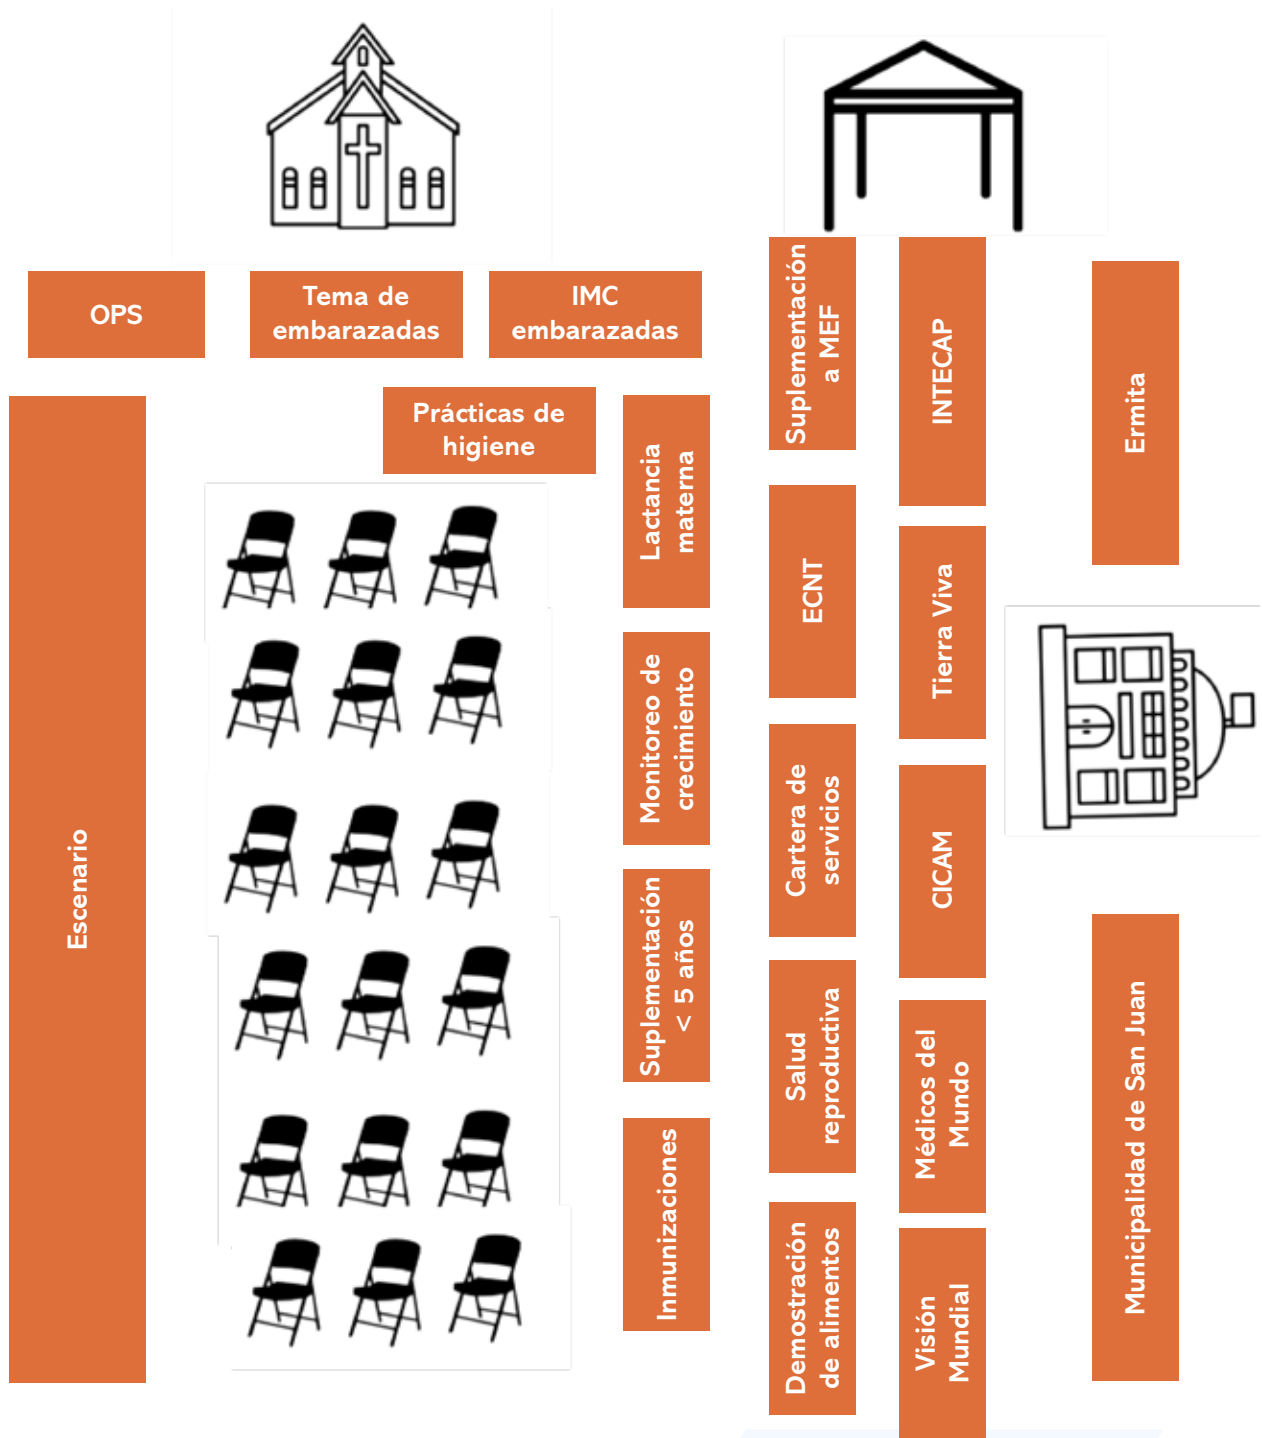 OPS
Tema de
embarazadas
IMC
embarazadas
Prácticas de
higiene
Escenario
Lactancia
materna
Monitoreo de
crecimiento
Suplementación
< 5 años
Inmunizaciones
Suplementación
a MEF
ECNT
Cartera de
servicios
Salud
reproductiva
Demostración
de alimentos
INTECAP
Tierra Viva
CICAM
Médicos del
Mundo
Visión
Mundial
Ermita
Municipalidad de San Juan